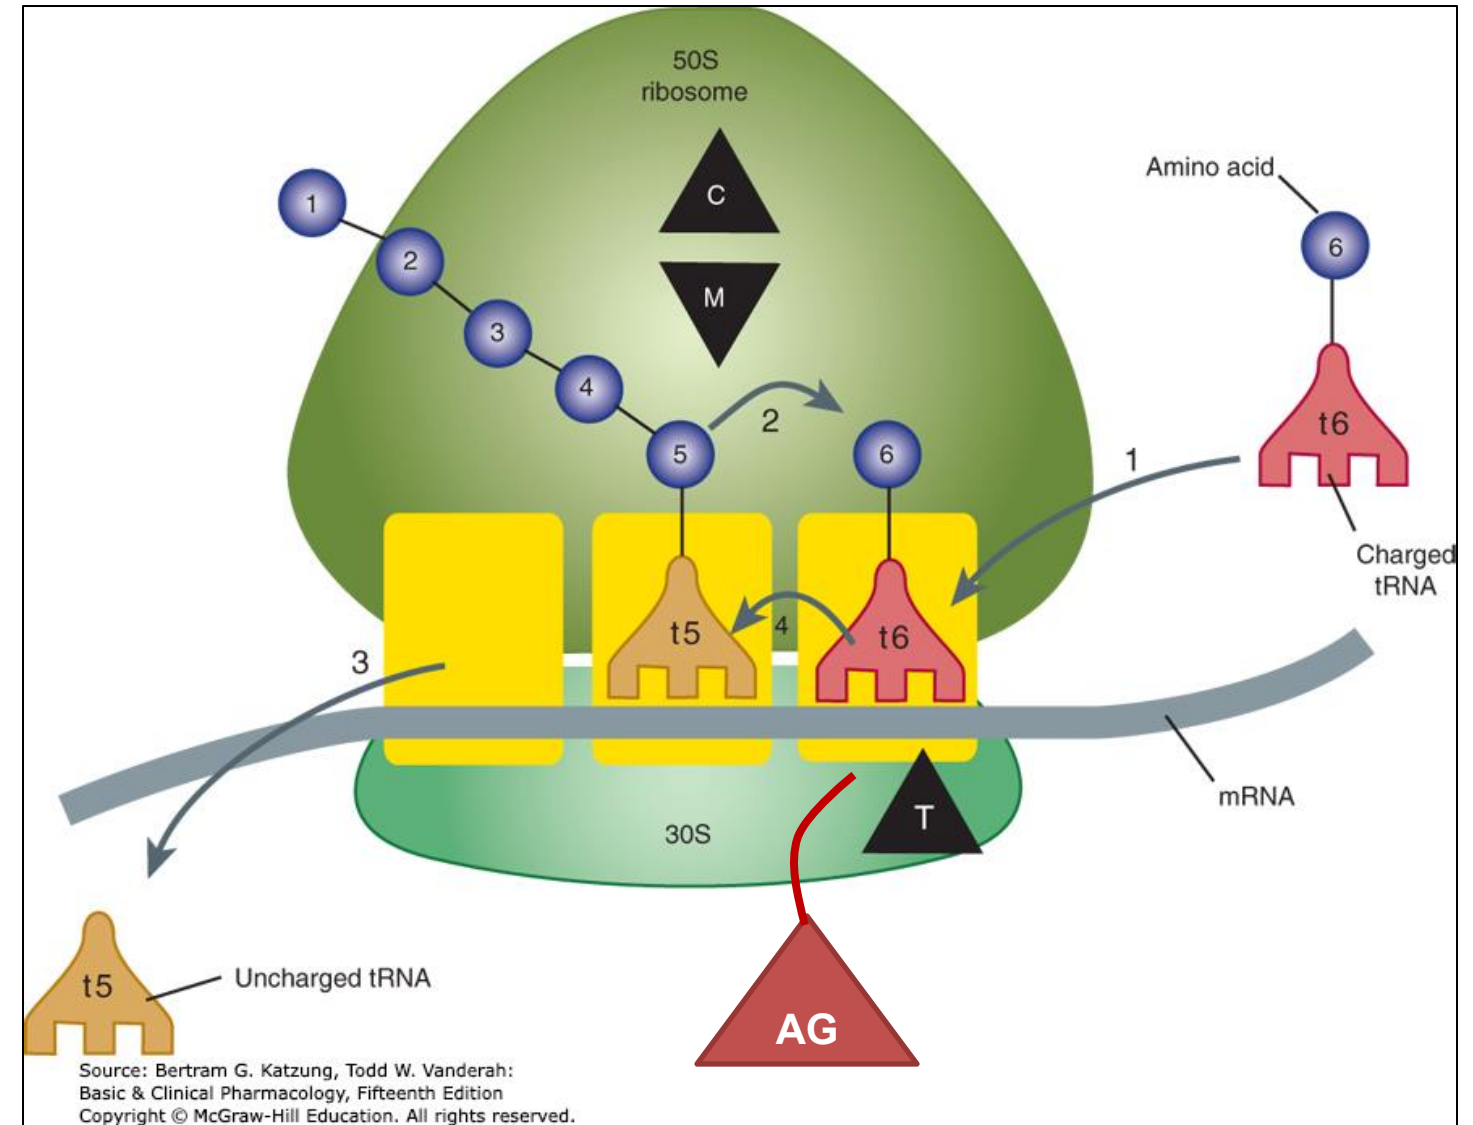 50S
ribosome
C
M
Amino acid
1
2
3
4
5
6
6
2
1
t6
Charged
tRNA
t5
4
t6
3
mRNA
T
30S
t5
Uncharged tRNA
AG
Source: Bertram G. Katzung, Todd W. Vanderah:
Basic & Clinical Pharmacology, Fifteenth Edition
Copyright © McGraw-Hill Education. All rights reserved.